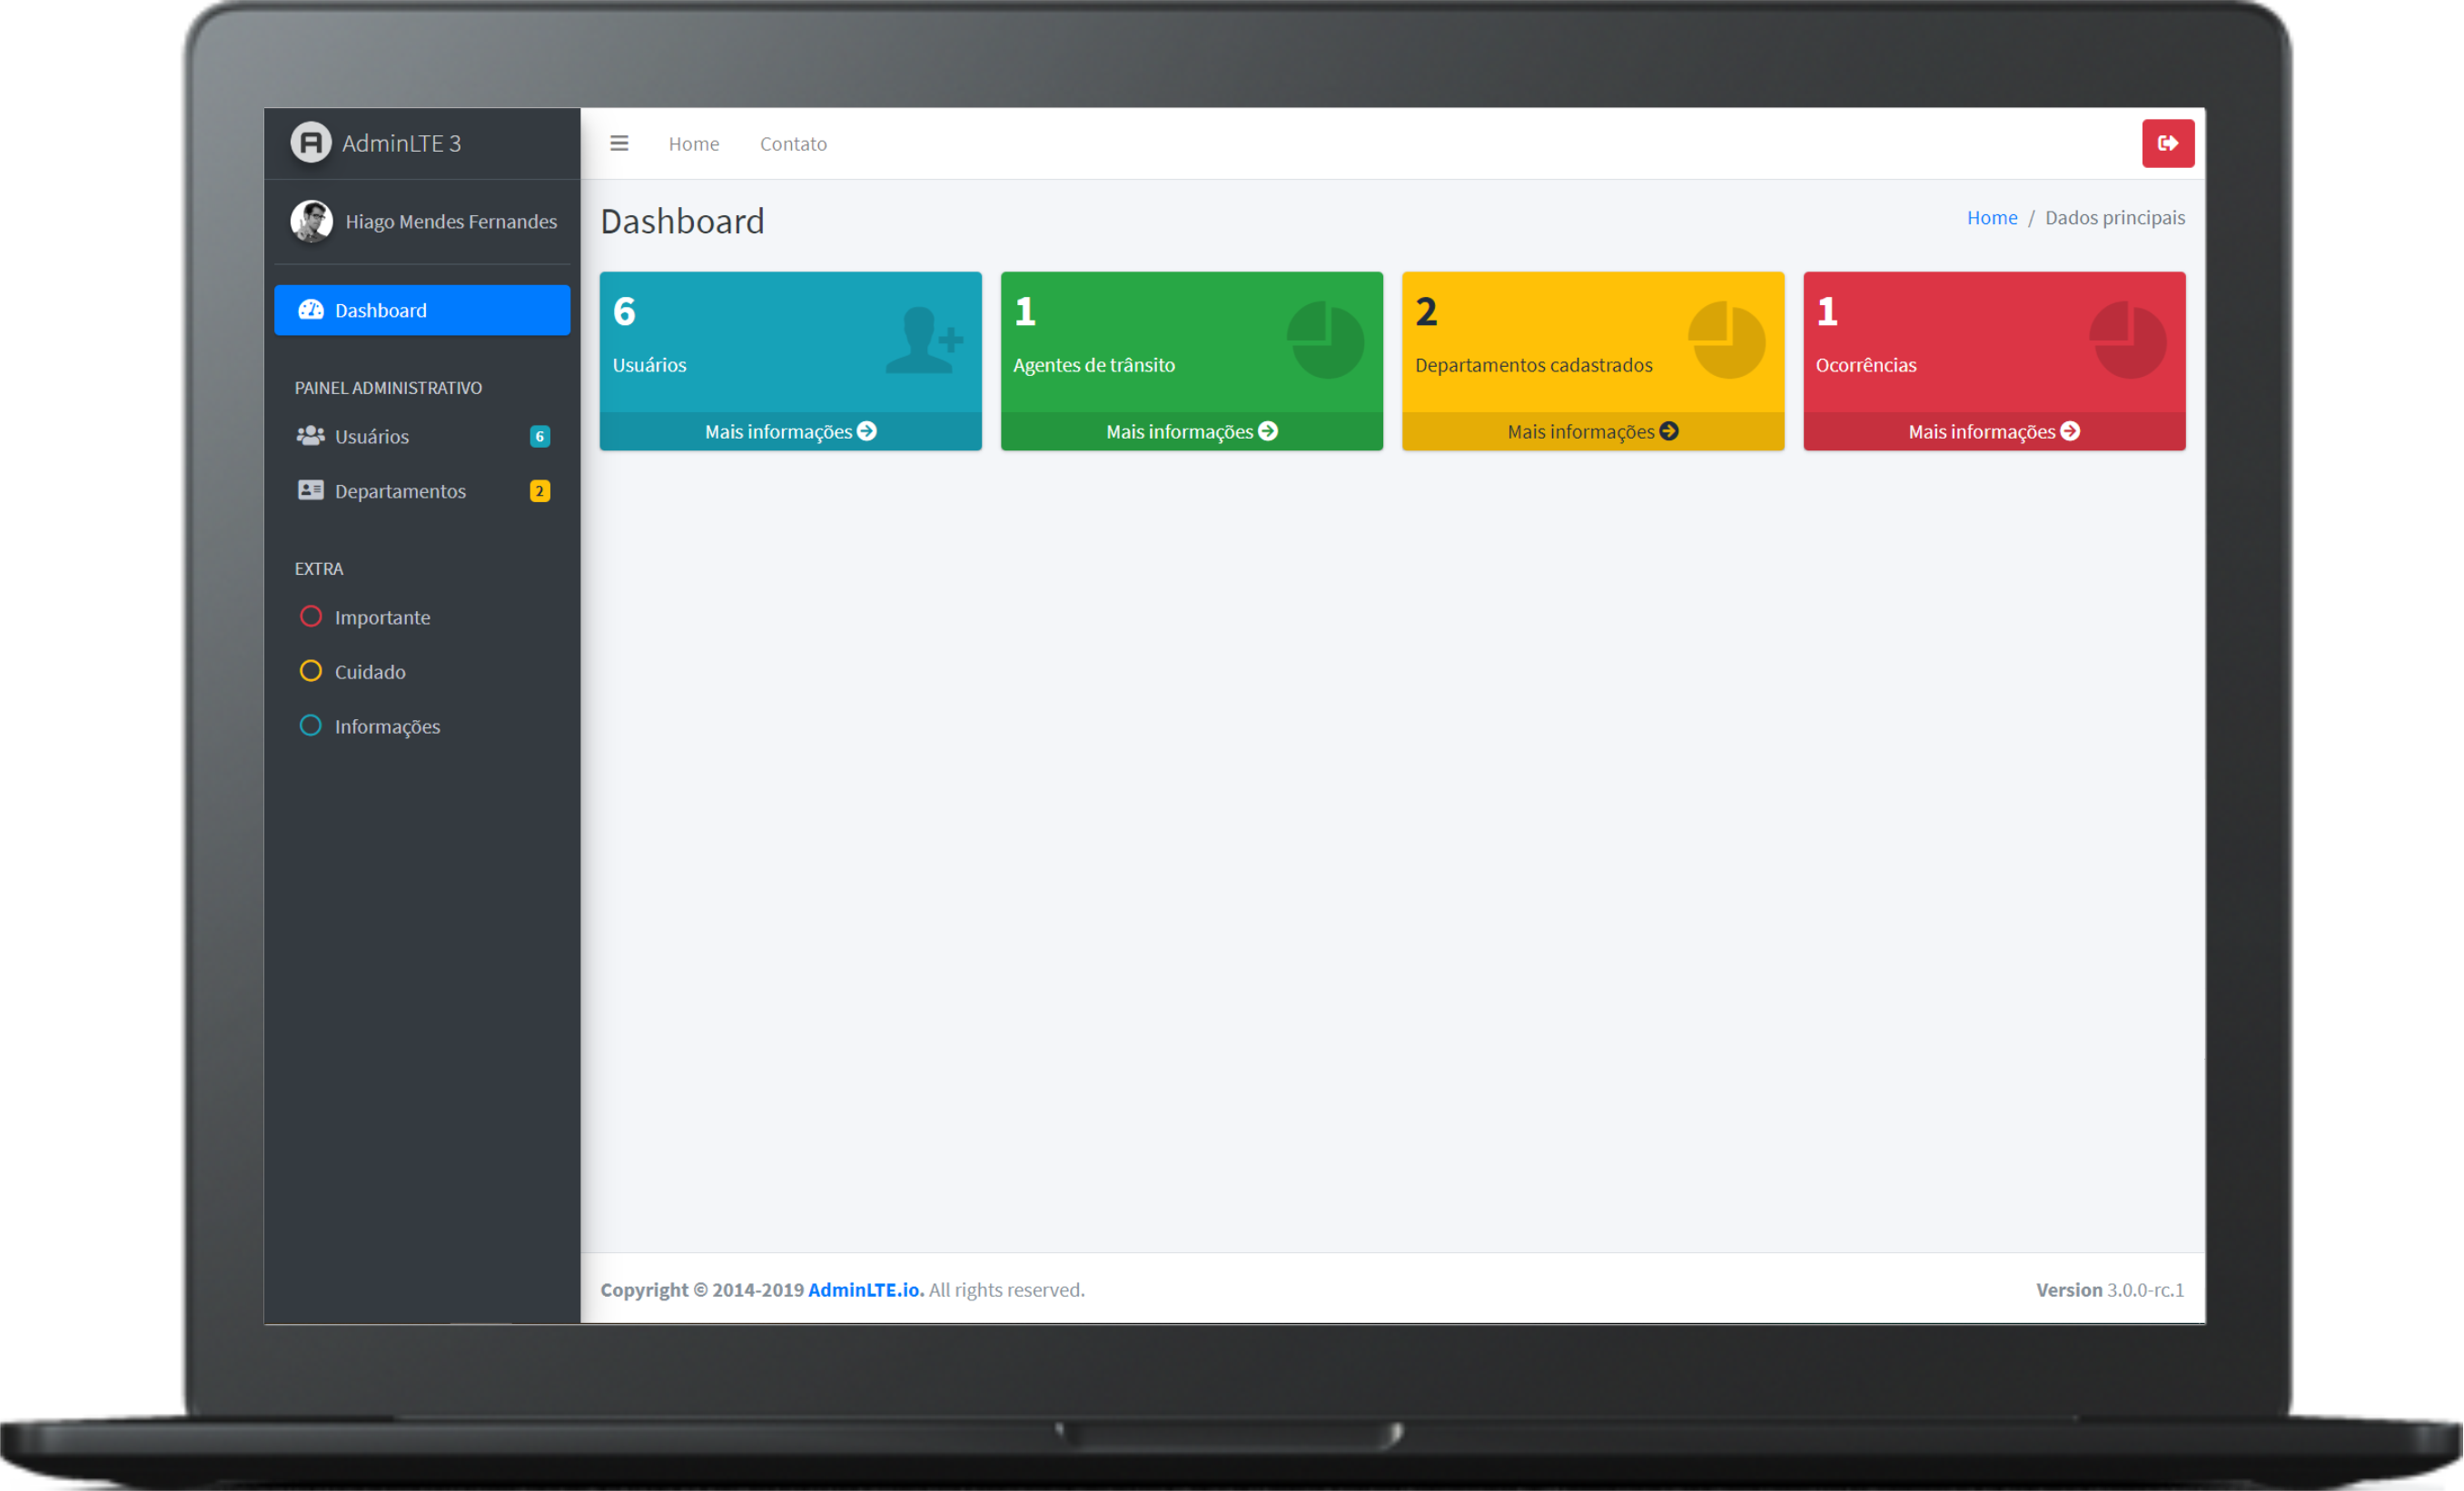 AdminLTE 3
Hiago Mendes Fernandes
Dashboard
PAINEL ADMINISTRATIVO
Usuários 6
Departamentos 2
EXTRA
Importante
Cuidado
Informações
Home Contato
Dashboard
Home / Dados principais
6
Usuários
Mais informações
1
Agentes de trânsito
Mais informações
2
Departamentos cadastrados
Mais informações
1
Ocorrências
Mais informações
Copyright © 2014-2019 AdminLTE.io. All rights reserved.
Version 3.0.0-rc.1